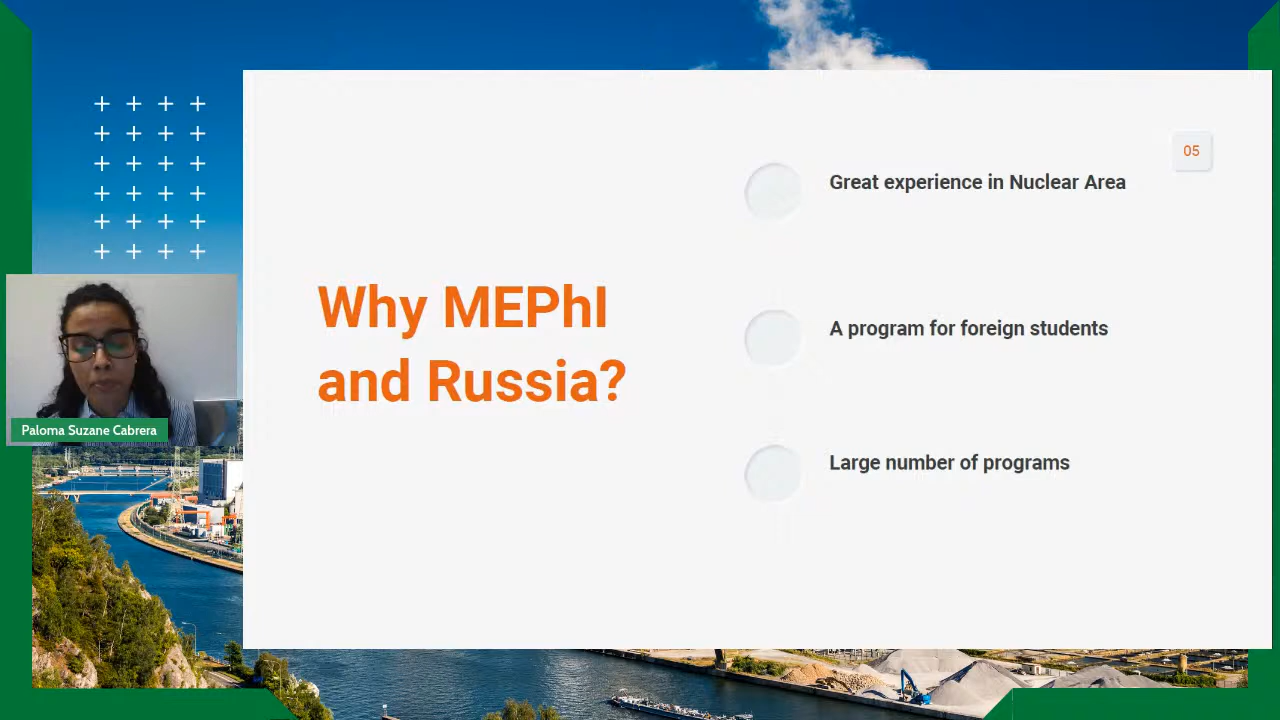 05
Great experience in Nuclear Area
Why MEPhI
and Russia?
A program for foreign students
Large number of programs
Paloma Suzane Cabrera